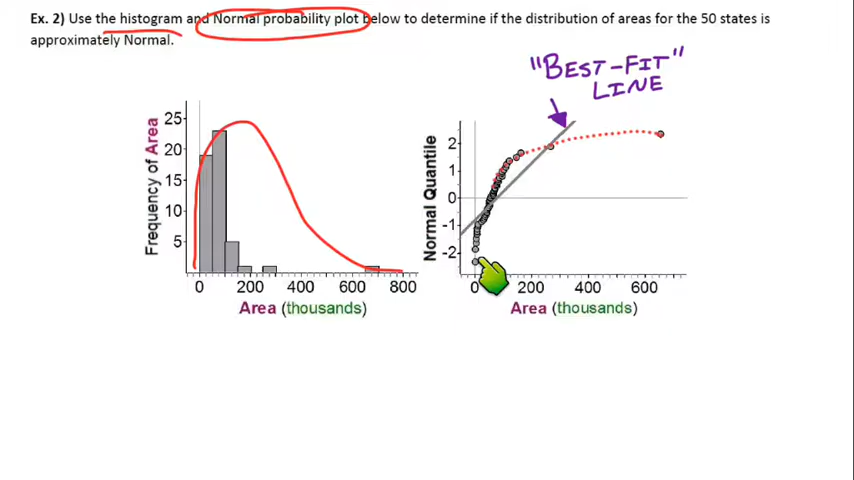 Ex. 2) Use the histogram and Normal probability plot below to determine if the distribution of areas for the 50 states is
approximately Normal.
"BEST-FIT"
LINE
Frequency of Area
25
20
15
10
5
0 200 400 600 800
Area (thousands)
Normal Quantile
2
1
0
-1
-2
0 200 400 600
Area (thousands)